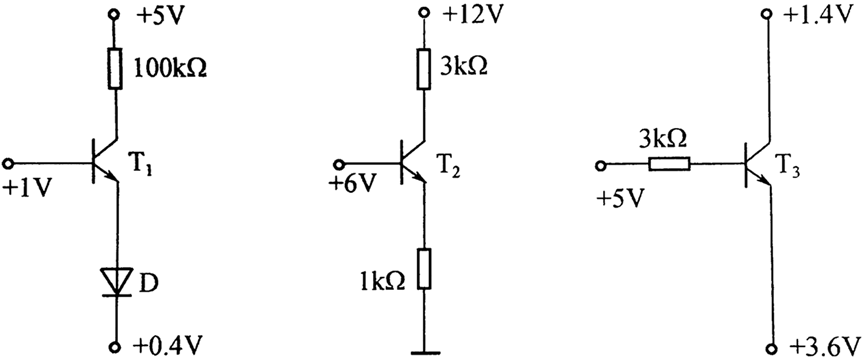 +5V
100kΩ
T₁
+1V
D
+0.4V
+12V
3kΩ
T₂
+6V
1kΩ
+1.4V
3kΩ
T₃
+5V
+3.6V